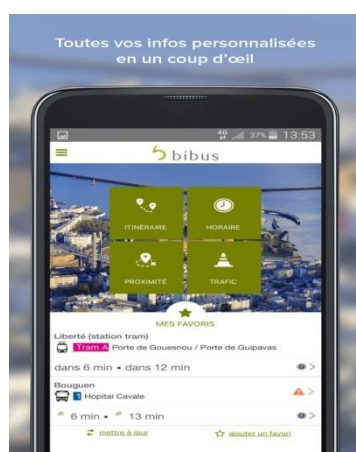 Toutes vos infos personnalisées
en un coup d'œil
4G 37% 13:53
bibus
ITINÉRAIRE HORAIRE
PROXIMITÉ TRAFIC
MES FAVORIS
Liberté (station tram)
Tram A Porte de Gouesnou / Porte de Guipavas
dans 6 min • dans 12 min
Bouguen
Hopital Cavale
6 min • 13 min
mettre à jour ajouter un favori